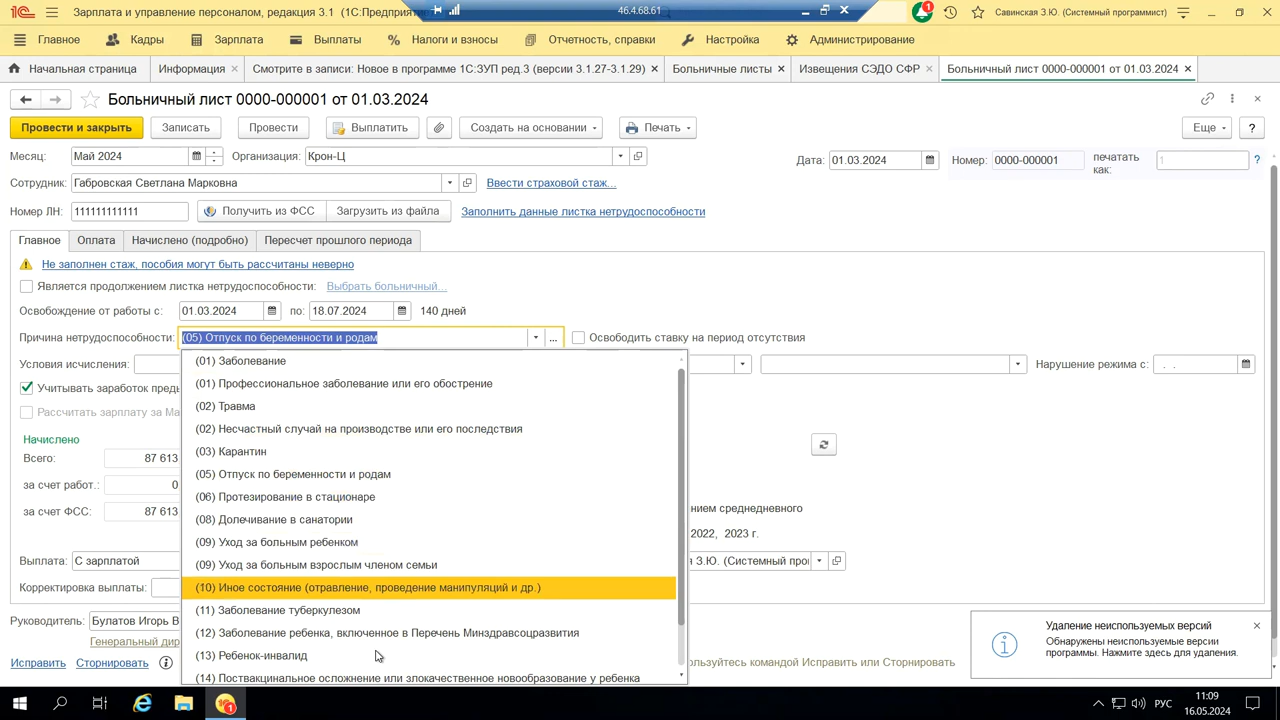 Зарплата и управление персоналом, редакция 3.1 (1С:Предприятие
46.4.68.61
1
Савинская З.Ю. (Системный программист)
Главное
Кадры
Зарплата
Выплаты
Налоги и взносы
Отчетность, справки
Настройка
Администрирование
Начальная страница
Информация
Смотрите в записи: Новое в программе 1С:ЗУП ред.3 (версии 3.1.27-3.1.29)
Больничные листы
Извещения СЭДО СФР
Больничный лист 0000-000001 от 01.03.2024
Больничный лист 0000-000001 от 01.03.2024
Провести и закрыть
Записать
Провести
Выплатить
Создать на основании
Печать
Еще
?
Месяц: Май 2024
Организация: Крон-Ц
Дата: 01.03.2024
Номер: 0000-000001
печатать как: 1
?
Сотрудник: Габровская Светлана Марковна
Ввести страховой стаж...
Номер ЛН: 111111111111
Получить из ФСС
Загрузить из файла
Заполнить данные листка нетрудоспособности
Главное
Оплата
Начислено (подробно)
Пересчет прошлого периода
Не заполнен стаж, пособия могут быть рассчитаны неверно
Является продолжением листка нетрудоспособности:
Выбрать больничный...
Освобождение от работы с: 01.03.2024 по: 18.07.2024 140 дней
Причина нетрудоспособности: (05) Отпуск по беременности и родам
...
Освободить ставку на период отсутствия
Условия исчисления:
Нарушение режима с: . .
(01) Заболевание
(01) Профессиональное заболевание или его обострение
(02) Травма
(02) Несчастный случай на производстве или его последствия
(03) Карантин
(05) Отпуск по беременности и родам
(06) Протезирование в стационаре
(08) Долечивание в санатории
(09) Уход за больным ребенком
(09) Уход за больным взрослым членом семьи
(10) Иное состояние (отравление, проведение манипуляций и др.)
(11) Заболевание туберкулезом
(12) Заболевание ребенка, включенное в Перечень Минздравсоцразвития
(13) Ребенок-инвалид
(14) Поствакцинальное осложнение или злокачественное новообразование у ребенка
Учитывать заработок пред
Рассчитать зарплату за Ма
Начислено
Всего: 87 613
за счет работ.: 0
за счет ФСС: 87 613
нием среднедневного
2022, 2023 г.
Выплата: С зарплатой
я З.Ю. (Системный прог
Корректировка выплаты:
Руководитель: Булатов Игорь В
Генеральный дир
Исправить
Сторнировать
пользуйтесь командой Исправить или Сторнировать
Удаление неиспользуемых версий
Обнаружены неиспользуемые версии
программы. Нажмите здесь для удаления.
1
РУС
11:09
16.05.2024